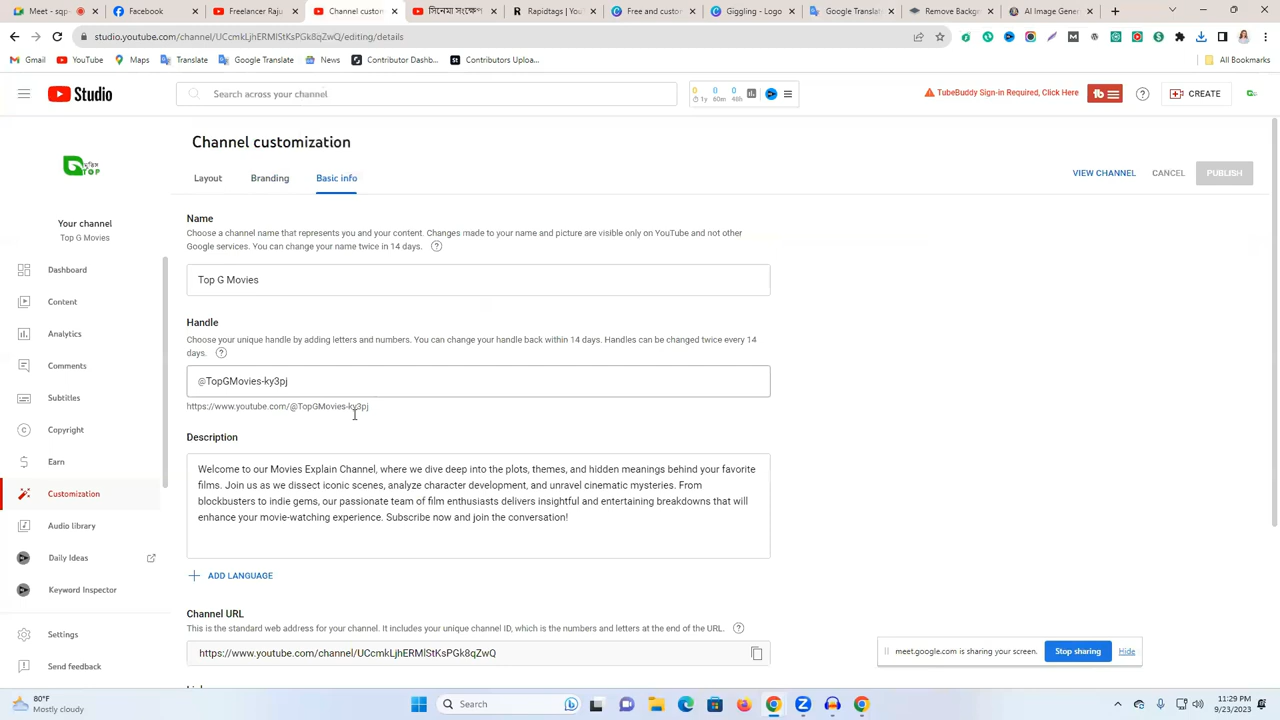 Meet - sq
Facebook
Freelancer Raju
Channel custom
Rapidtags | You
Free and custo
Giggling - Logo
Google Translat
Remove Backg
AI Image Gener
studio.youtube.com/channel/UCcmkLjhERMlStKsPGk8qZwQ/editing/details
Gmail
YouTube
Maps
Translate
Google Translate
News
Contributor Dashb...
Contributor Uploa...
All Bookmarks
Studio
Search across your channel
0 0 0
1y 60m 48h
TubeBuddy Sign-in Required, Click Here
tb
CREATE
Channel customization
Layout
Branding
Basic info
VIEW CHANNEL
CANCEL
PUBLISH
TOP
Your channel
Top G Movies
Dashboard
Content
Analytics
Comments
Subtitles
Copyright
Earn
Customization
Audio library
Daily Ideas
Keyword Inspector
Settings
Send feedback
Name
Choose a channel name that represents you and your content. Changes made to your name and picture are visible only on YouTube and not other
Google services. You can change your name twice in 14 days.
Top G Movies
Handle
Choose your unique handle by adding letters and numbers. You can change your handle back within 14 days. Handles can be changed twice every 14
days.
@TopGMovies-ky3pj
https://www.youtube.com/@TopGMovies-ky3pj
Description
Welcome to our Movies Explain Channel, where we dive deep into the plots, themes, and hidden meanings behind your favorite
films. Join us as we dissect iconic scenes, analyze character development, and unravel cinematic mysteries. From
blockbusters to indie gems, our passionate team of film enthusiasts delivers insightful and entertaining breakdowns that will
enhance your movie-watching experience. Subscribe now and join the conversation!
ADD LANGUAGE
Channel URL
This is the standard web address for your channel. It includes your unique channel ID, which is the numbers and letters at the end of the URL.
https://www.youtube.com/channel/UCcmkLjhERMlStKsPGk8qZwQ
meet.google.com is sharing your screen.
Stop sharing
Hide
80°F
Mostly cloudy
Search
11:29 PM
9/23/2023